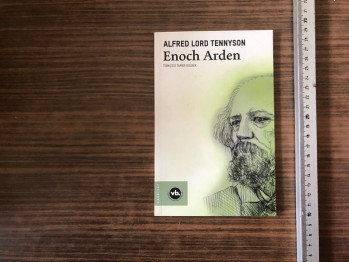 ALFRED LORD TENNYSON
Enoch Arden
vb.